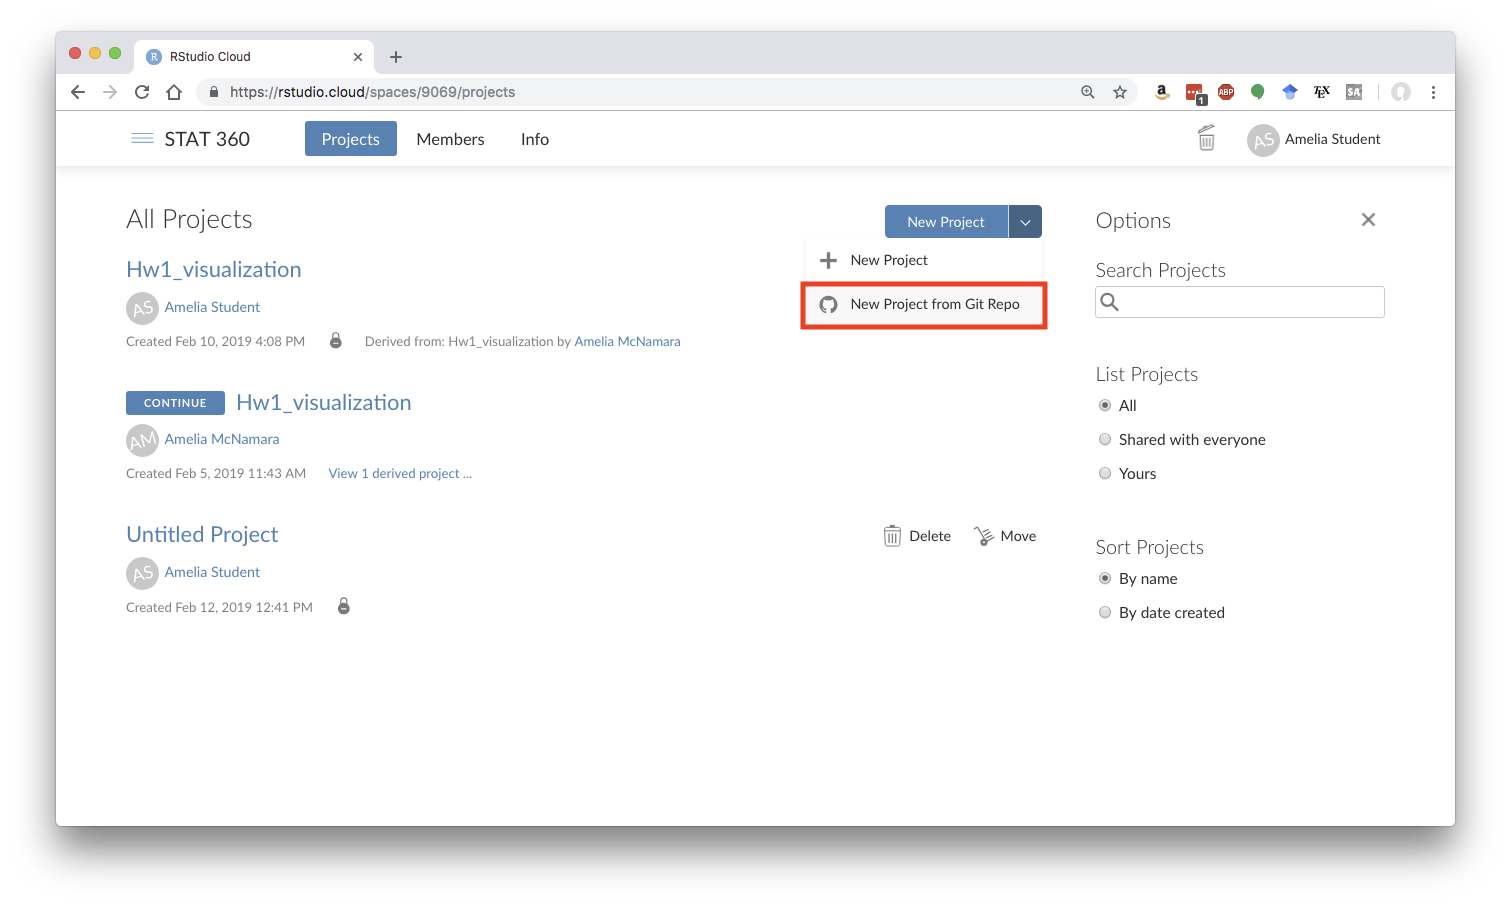 RStudio Cloud
https://rstudio.cloud/spaces/9069/projects
ABP
TEX
SA
1
STAT 360
Projects
Members
Info
AS
Amelia Student
All Projects
New Project
New Project
New Project from Git Repo
Hw1_visualization
AS
Amelia Student
Created Feb 10, 2019 4:08 PM
Derived from: Hw1_visualization by Amelia McNamara
CONTINUE
Hw1_visualization
AM
Amelia McNamara
Created Feb 5, 2019 11:43 AM
View 1 derived project ...
Untitled Project
Delete
Move
AS
Amelia Student
Created Feb 12, 2019 12:41 PM
Options
Search Projects
List Projects
All
Shared with everyone
Yours
Sort Projects
By name
By date created